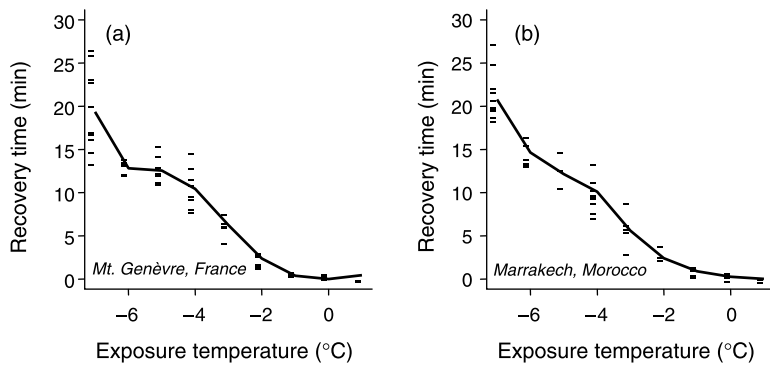 (a)
30
25
20
15
10
5
0
Recovery time (min)
Mt. Genèvre, France
−6 −4 −2 0
Exposure temperature (°C)
(b)
30
25
20
15
10
5
0
Recovery time (min)
Marrakech, Morocco
−6 −4 −2 0
Exposure temperature (°C)